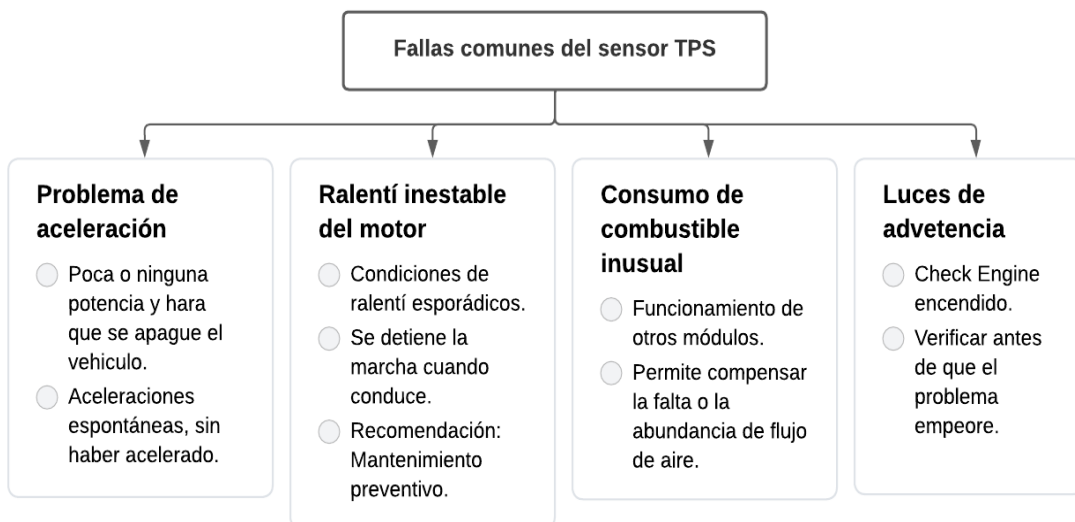 Fallas comunes del sensor TPS
Problema de
aceleración
Poca o ninguna
potencia y hara
que se apague el
vehiculo.
Aceleraciones
espontáneas, sin
haber acelerado.
Ralentí inestable
del motor
Condiciones de
ralentí esporádicos.
Se detiene la
marcha cuando
conduce.
Recomendación:
Mantenimiento
preventivo.
Consumo de
combustible
inusual
Funcionamiento de
otros módulos.
Permite compensar
la falta o la
abundancia de flujo
de aire.
Luces de
advetencia
Check Engine
encendido.
Verificar antes
de que el
problema
empeore.